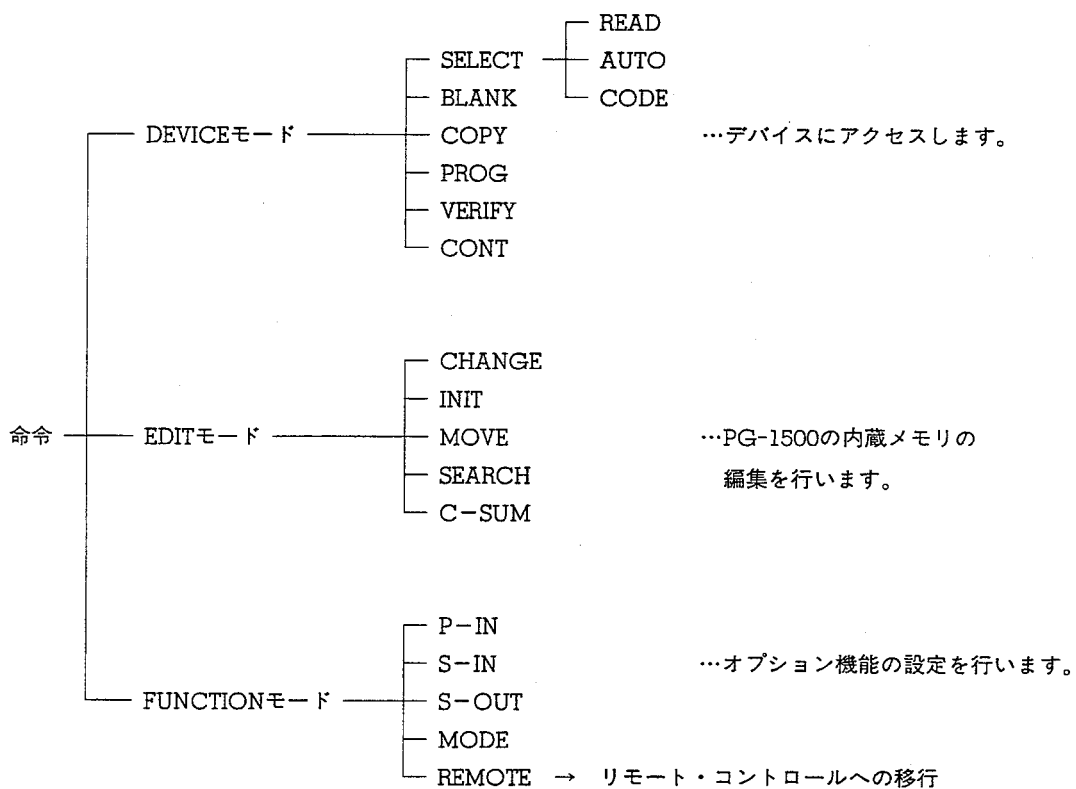 READ
SELECT AUTO
BLANK CODE
DEVICEモード COPY …デバイスにアクセスします。
PROG
VERIFY
CONT
CHANGE
INIT
命令 EDITモード MOVE …PG-1500の内蔵メモリの
SEARCH 編集を行います。
C-SUM
P-IN
S-IN …オプション機能の設定を行います。
FUNCTIONモード S-OUT
MODE
REMOTE → リモート・コントロールへの移行